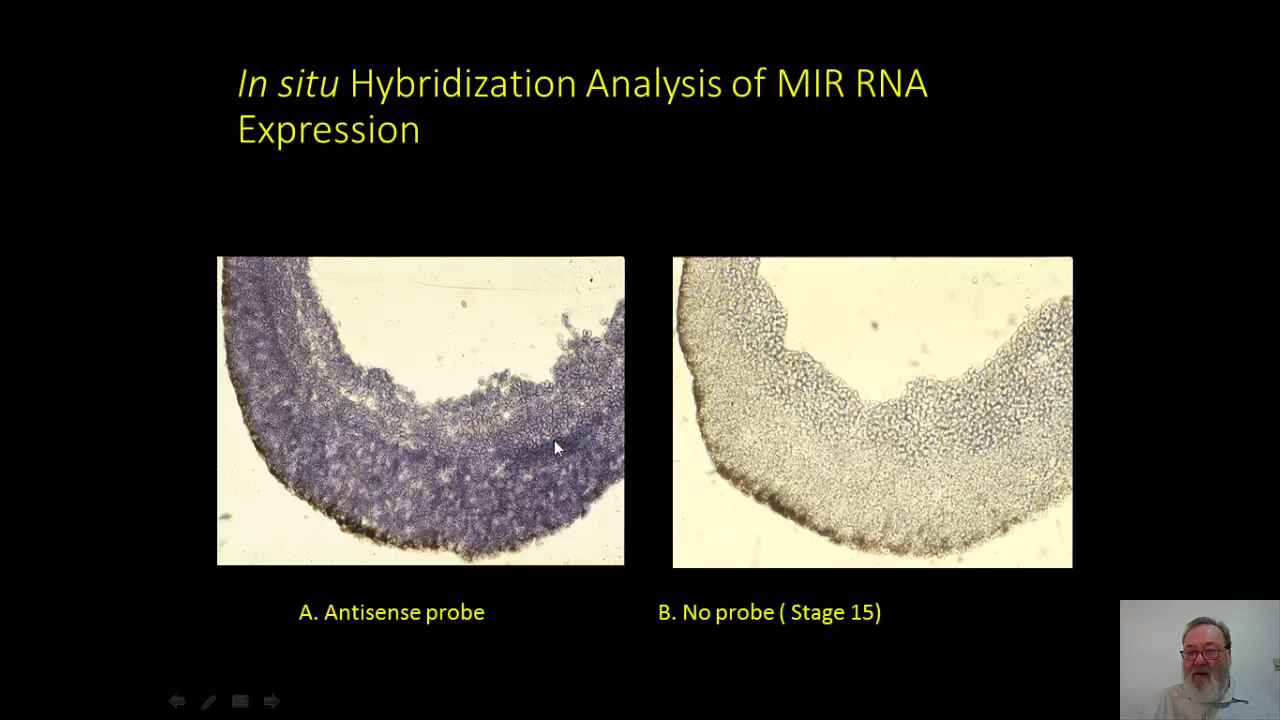 In situ Hybridization Analysis of MIR RNA
Expression
A. Antisense probe
B. No probe ( Stage 15)